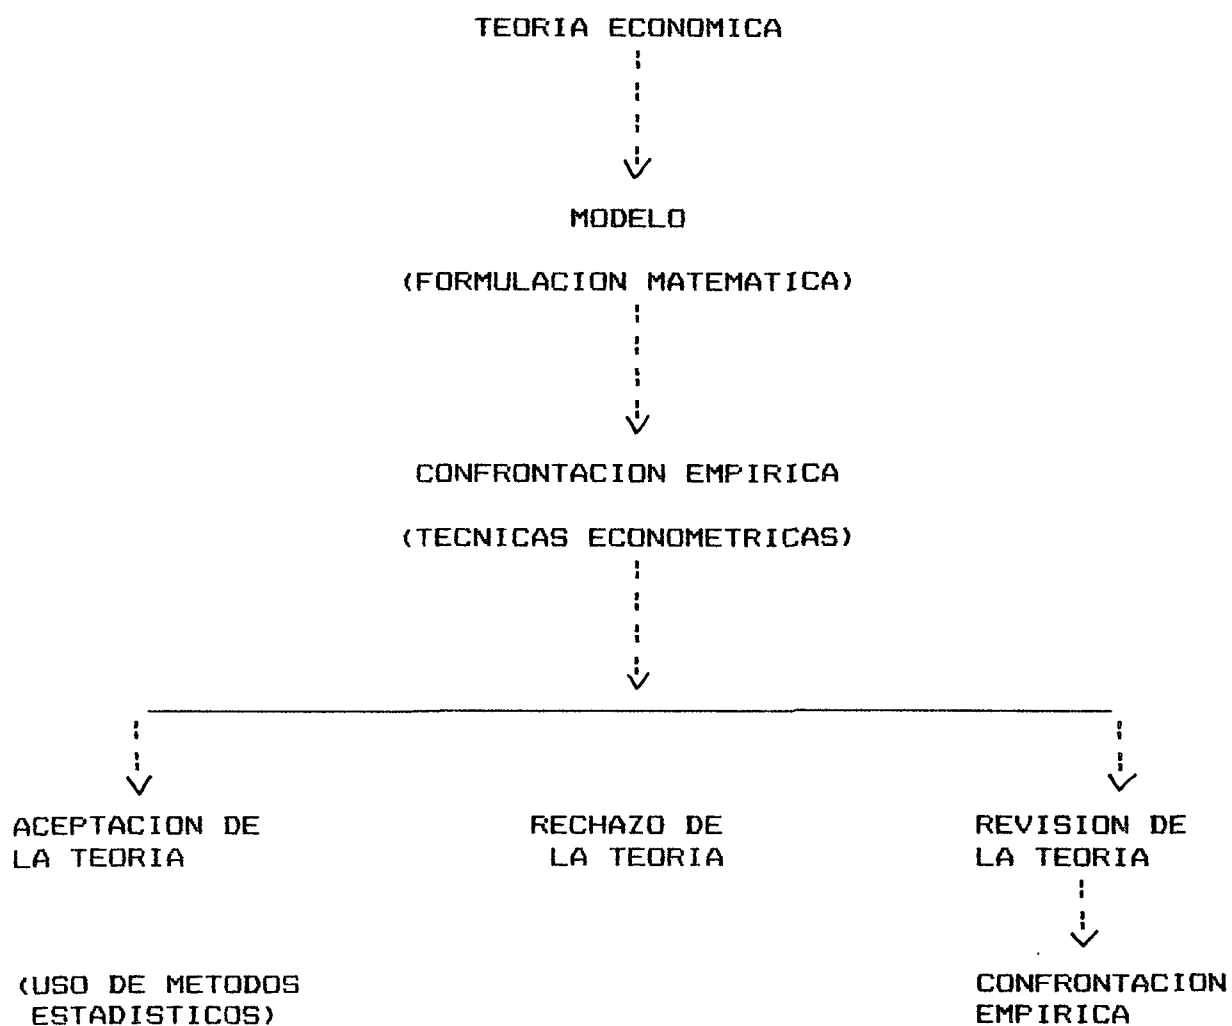 TEORIA ECONOMICA
MODELO
(FORMULACION MATEMATICA)
CONFRONTACION EMPIRICA
(TECNICAS ECONOMETRICAS)
ACEPTACION DE
LA TEORIA
RECHAZO DE
LA TEORIA
REVISION DE
LA TEORIA
(USO DE METODOS
ESTADISTICOS)
CONFRONTACION
EMPIRICA